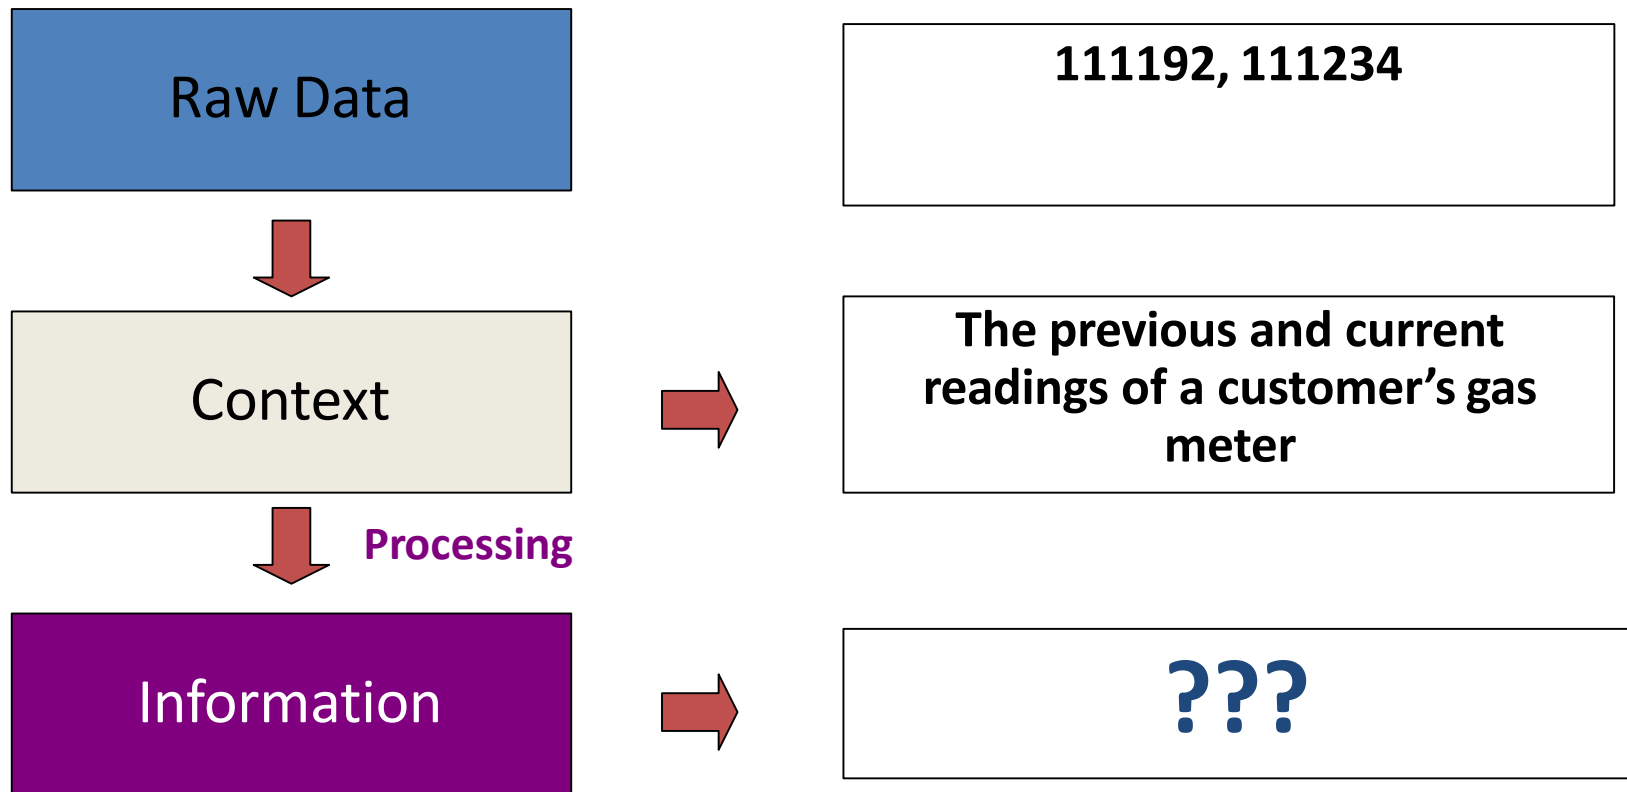 Raw Data
111192, 111234
Context
The previous and current
readings of a customer’s gas
meter
Processing
Information
???